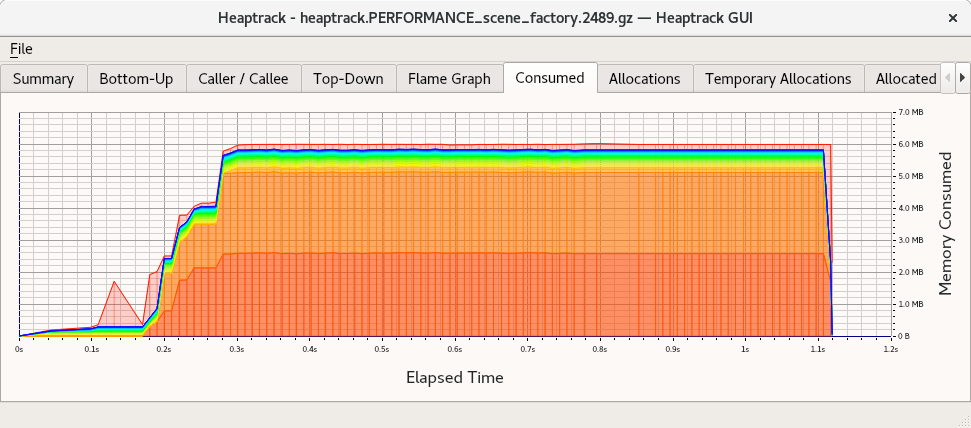 Heaptrack - heaptrack.PERFORMANCE_scene_factory.2489.gz — Heaptrack GUI
File
Summary Bottom-Up Caller / Callee Top-Down Flame Graph Consumed Allocations Temporary Allocations Allocated
7.0 MB
6.0 MB
5.0 MB
4.0 MB
3.0 MB
2.0 MB
1.0 MB
0 B
Memory Consumed
0s 0.1s 0.2s 0.3s 0.4s 0.5s 0.6s 0.7s 0.8s 0.9s 1s 1.1s 1.2s
Elapsed Time